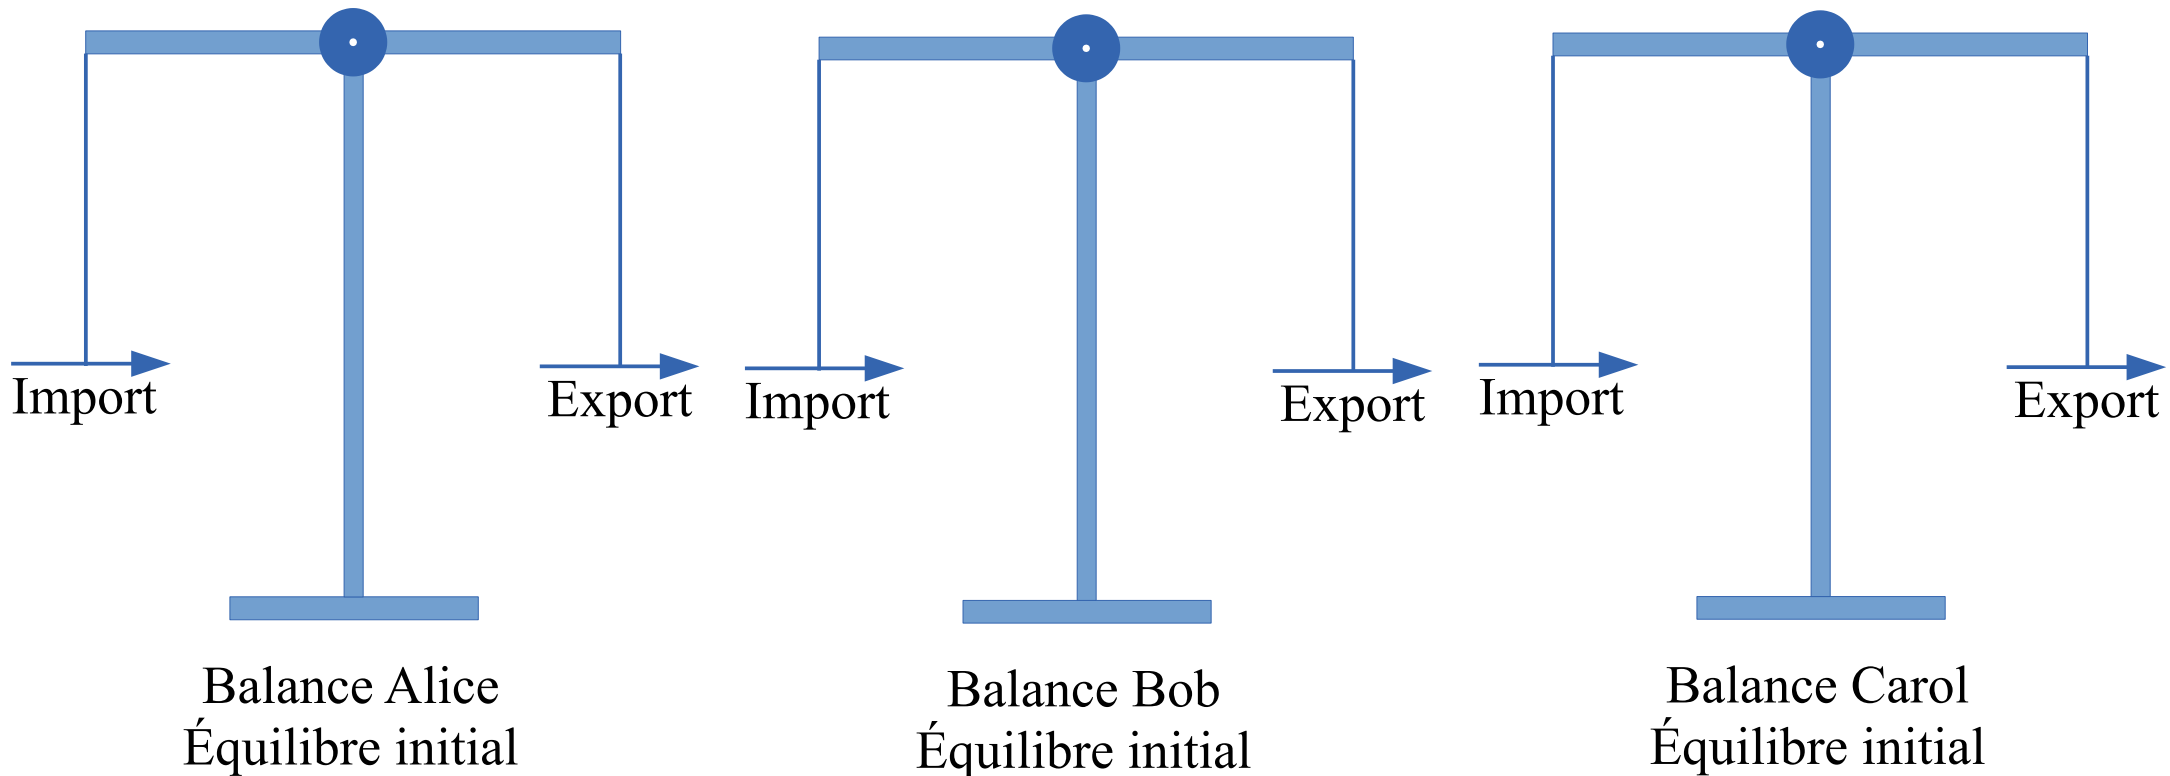 Import
Export
Balance Alice
Équilibre initial
Import
Export
Balance Bob
Équilibre initial
Import
Export
Balance Carol
Équilibre initial